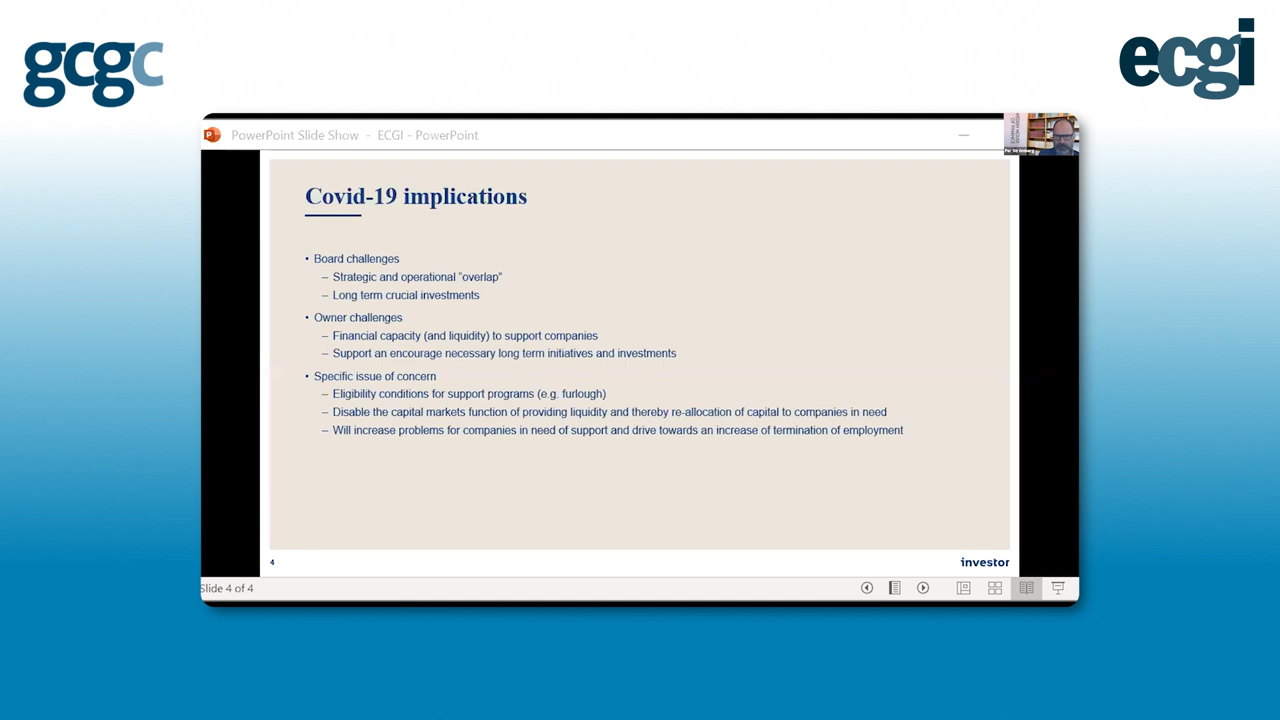 gcgc
ecgi
PowerPoint Slide Show - ECGI - PowerPoint
Covid-19 implications
• Board challenges
– Strategic and operational “overlap”
– Long term crucial investments
• Owner challenges
– Financial capacity (and liquidity) to support companies
– Support an encourage necessary long term initiatives and investments
• Specific issue of concern
– Eligibility conditions for support programs (e.g. furlough)
– Disable the capital markets function of providing liquidity and thereby re-allocation of capital to companies in need
– Will increase problems for companies in need of support and drive towards an increase of termination of employment
4
investor
Slide 4 of 4